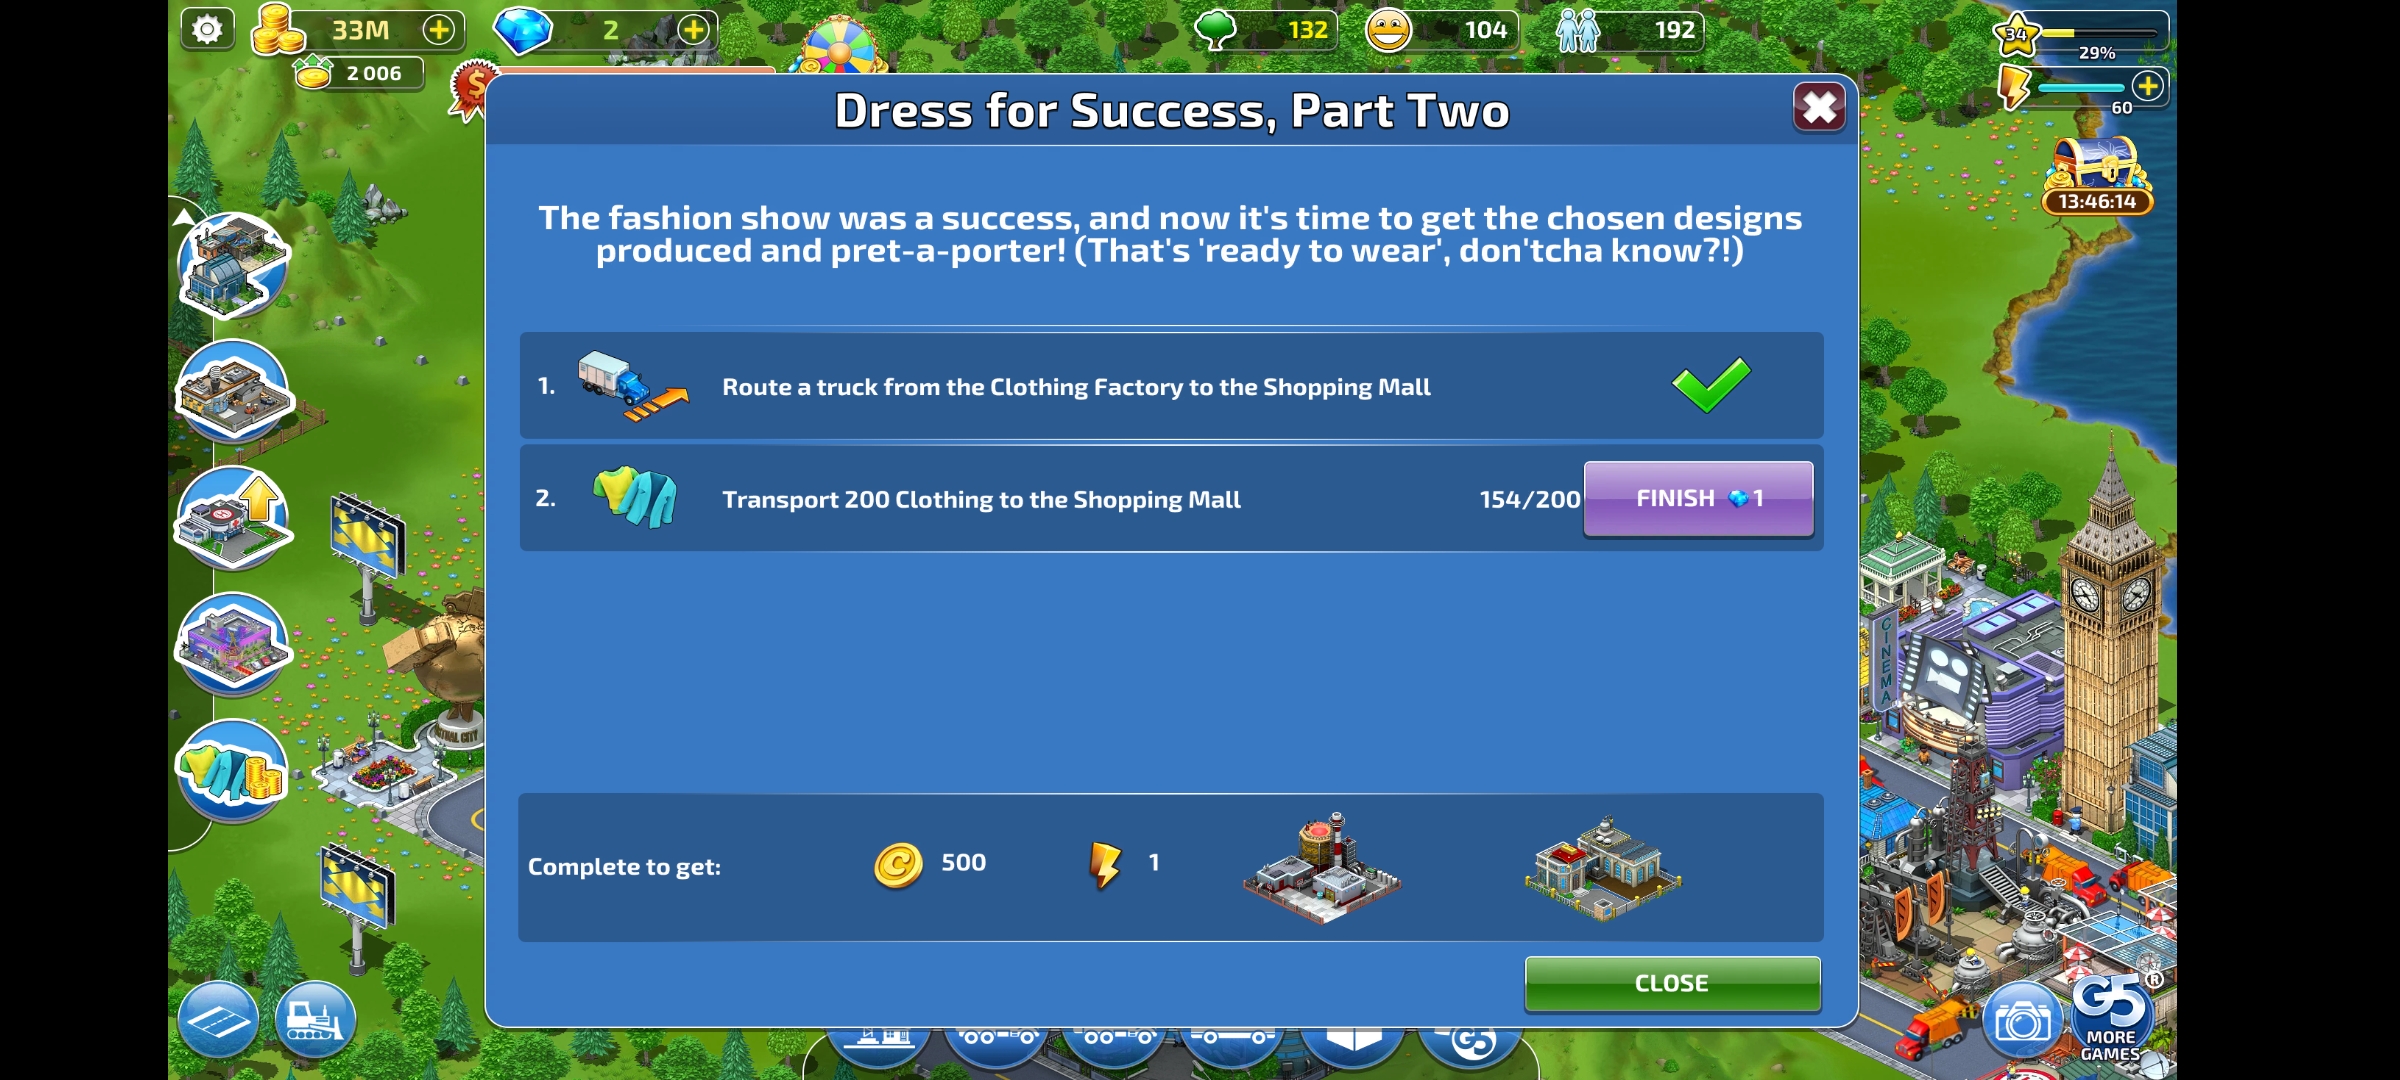 33M
2
132
104
192
34
29%
2 006
60
13:46:14
Dress for Success, Part Two
The fashion show was a success, and now it's time to get the chosen designs
produced and pret-a-porter! (That's 'ready to wear', don'tcha know?!)
1.
Route a truck from the Clothing Factory to the Shopping Mall
2.
Transport 200 Clothing to the Shopping Mall
154/200
FINISH 1
Complete to get:
500
1
CLOSE
CINEMA
G5
G5 ®
MORE
GAMES